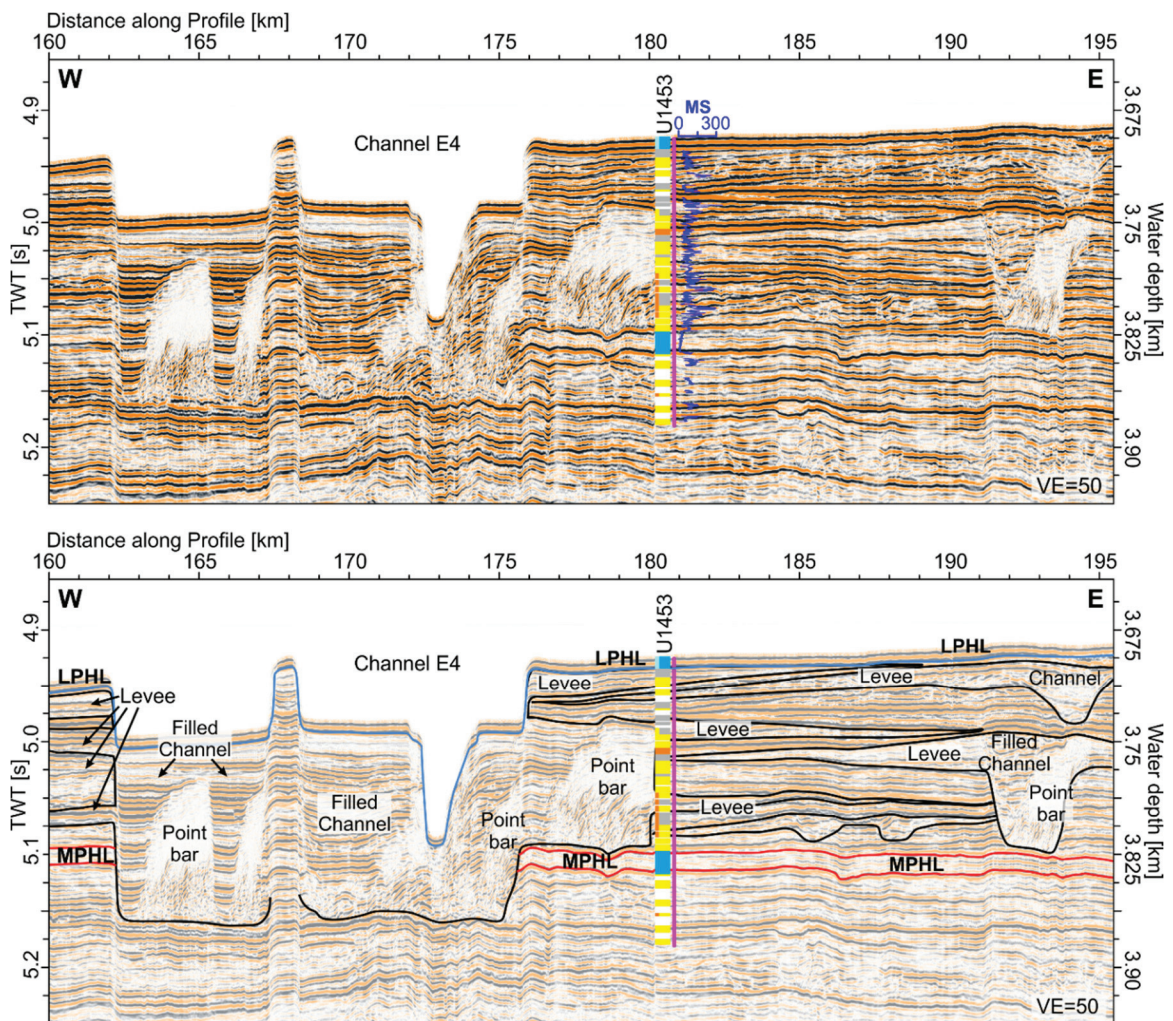 Distance along Profile [km]
160 165 170 175 180 185 190 195
W
E
MS
0 300
U1453
Channel E4
4.9
5.0
5.1
5.2
TWT [s]
3.675
3.75
3.825
3.90
Water depth [km]
VE=50
Distance along Profile [km]
160 165 170 175 180 185 190 195
W
E
U1453
Channel E4
4.9
5.0
5.1
5.2
TWT [s]
3.675
3.75
3.825
3.90
Water depth [km]
LPHL
LPHL
LPHL
Levee
Levee
Levee
Channel
Filled
Channel
Levee
Levee
Filled
Channel
Point
bar
Point
bar
Filled
Channel
Point
bar
Levee
Point
bar
MPHL
MPHL
MPHL
VE=50